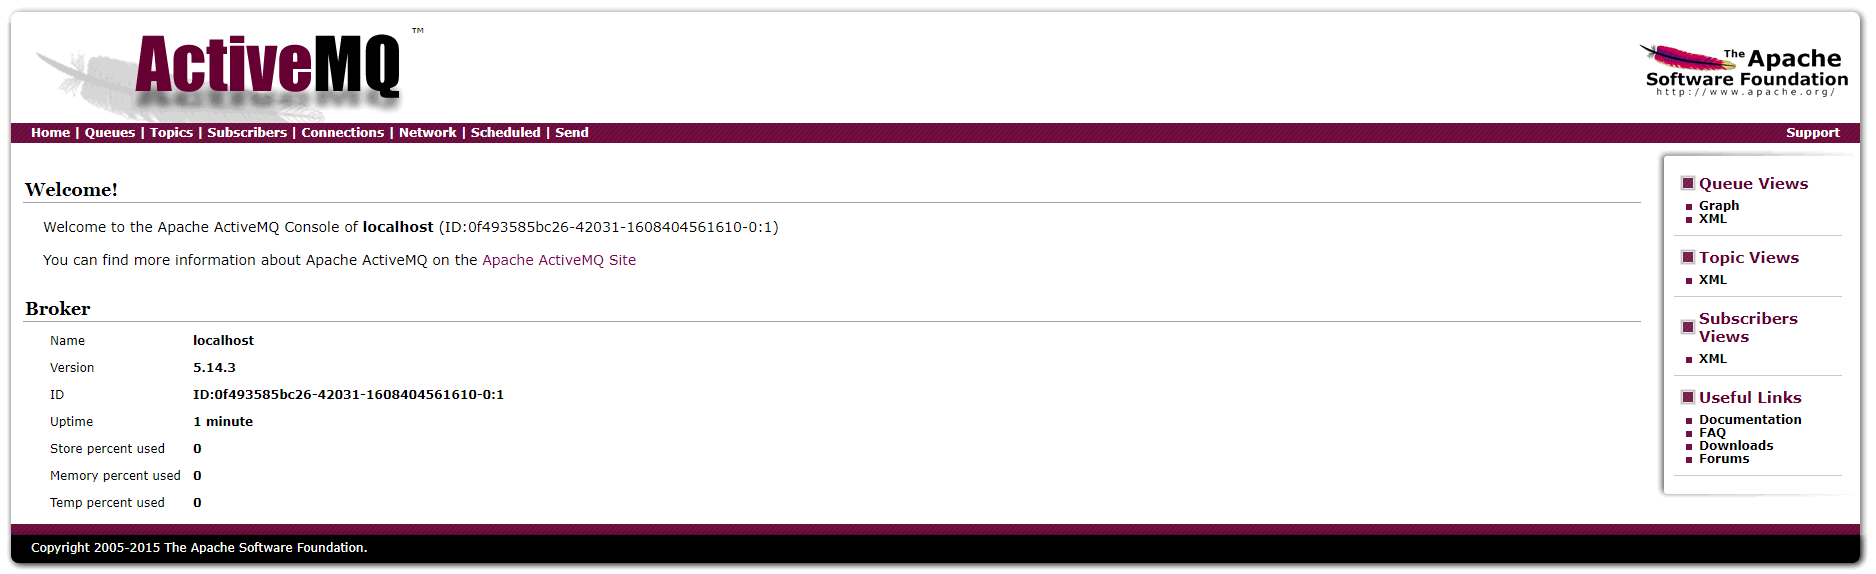 ActiveMQ ™
The Apache
Software Foundation
http://www.apache.org/
Home | Queues | Topics | Subscribers | Connections | Network | Scheduled | Send
Support
Welcome!
Welcome to the Apache ActiveMQ Console of localhost (ID:0f493585bc26-42031-1608404561610-0:1)
You can find more information about Apache ActiveMQ on the Apache ActiveMQ Site
Broker
Name localhost
Version 5.14.3
ID ID:0f493585bc26-42031-1608404561610-0:1
Uptime 1 minute
Store percent used 0
Memory percent used 0
Temp percent used 0
Queue Views
Graph
XML
Topic Views
XML
Subscribers
Views
XML
Useful Links
Documentation
FAQ
Downloads
Forums
Copyright 2005-2015 The Apache Software Foundation.